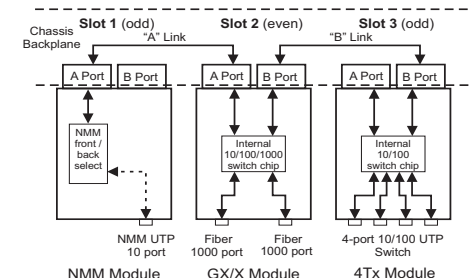 Slot 1 (odd) Slot 2 (even) Slot 3 (odd)
Chassis
Backplane
"A" Link "B" Link
A Port B Port A Port B Port A Port B Port
NMM
front /
back
select
Internal
10/100/1000
switch chip
Internal
10/100
switch chip
NMM UTP
10 port
Fiber
1000 port
Fiber
1000 port
4-port 10/100 UTP
Switch
NMM Module GX/X Module 4Tx Module